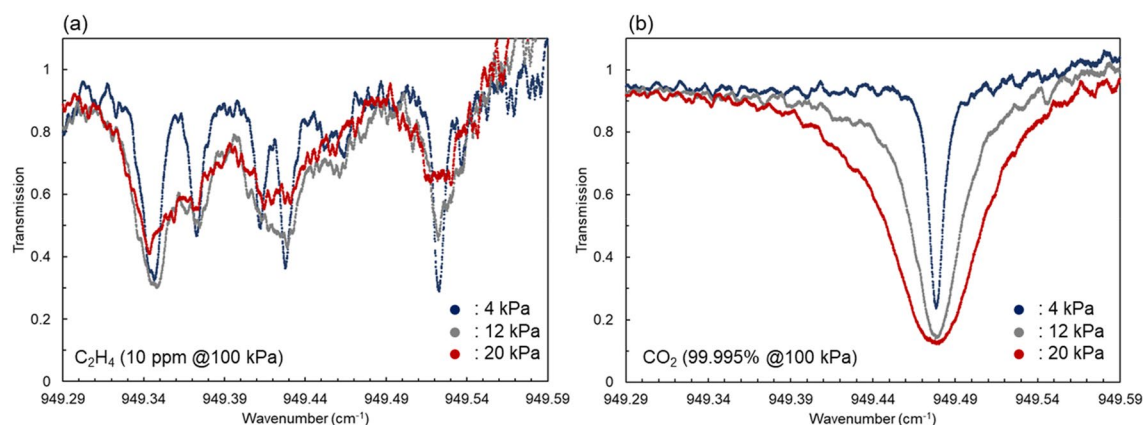 (a)
Transmission
1
0.8
0.6
0.4
0.2
0
: 4 kPa
: 12 kPa
: 20 kPa
C₂H₄ (10 ppm @100 kPa)
949.29 949.34 949.39 949.44 949.49 949.54 949.59
Wavenumber (cm⁻¹)
(b)
Transmission
1
0.8
0.6
0.4
0.2
0
: 4 kPa
: 12 kPa
: 20 kPa
CO₂ (99.995% @100 kPa)
949.29 949.34 949.39 949.44 949.49 949.54 949.59
Wavenumber (cm⁻¹)